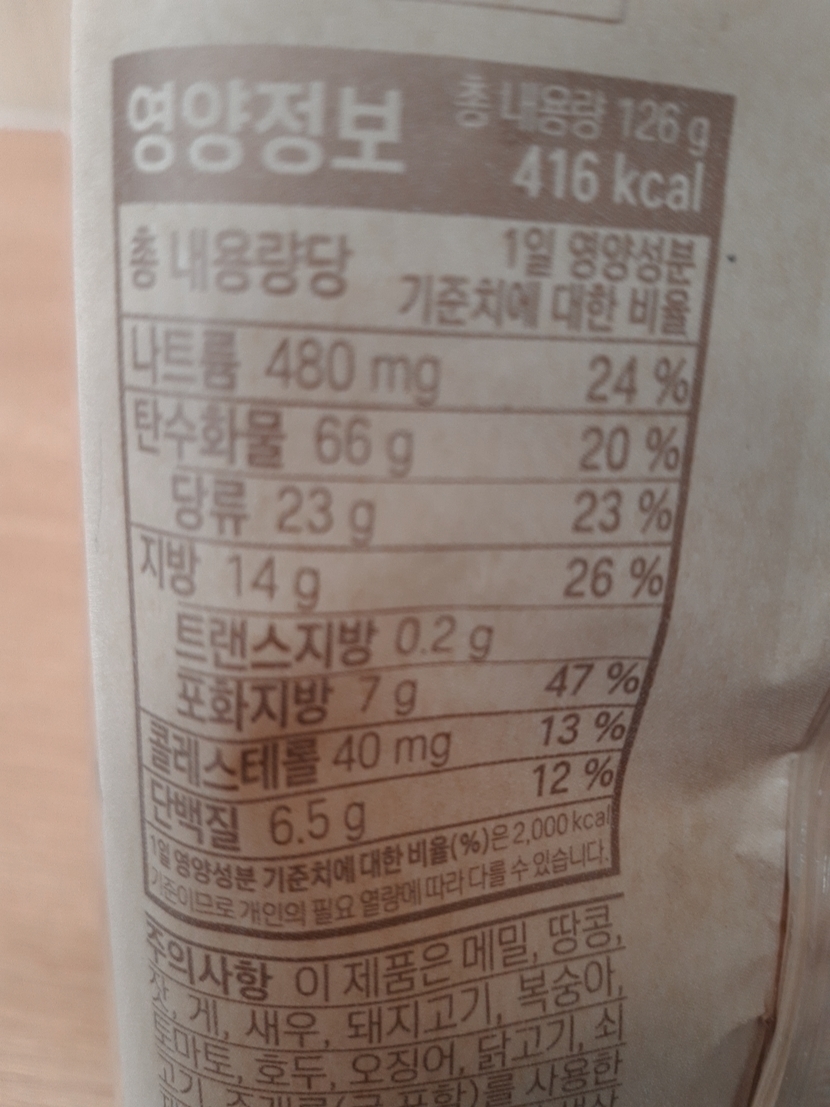 영양정보 총 내용량 126 g
416 kcal
총 내용량당 1일 영양성분
기준치에 대한 비율
나트륨 480 mg 24 %
탄수화물 66 g 20 %
당류 23 g 23 %
지방 14 g 26 %
트랜스지방 0.2 g
포화지방 7 g 47 %
콜레스테롤 40 mg 13 %
단백질 6.5 g 12 %
1일 영양성분 기준치에 대한 비율(%)은 2,000 kcal
기준이므로 개인의 필요 열량에 따라 다를 수 있습니다.
주의사항 이 제품은 메밀, 땅콩,
잣, 게, 새우, 돼지고기, 복숭아,
토마토, 호두, 오징어, 닭고기, 쇠
고기, 조개류(굴 포함)를 사용한